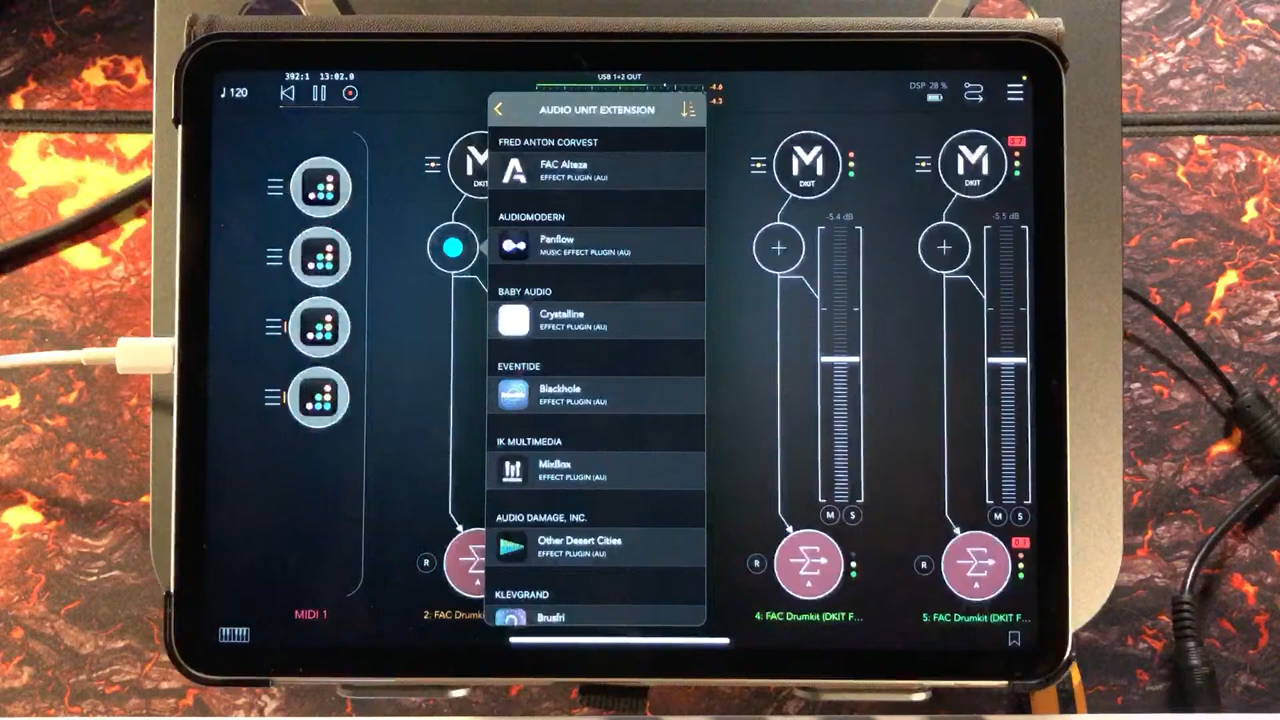 392:1 13:02.0
USB 1+2 OUT
♩ 120
-4.6
-4.3
DSP 28 %
AUDIO UNIT EXTENSION
FRED ANTON CORVEST
FAC Alteza
EFFECT PLUGIN (AU)
AUDIOMODERN
Panflow
MUSIC EFFECT PLUGIN (AU)
BABY AUDIO
Crystalline
EFFECT PLUGIN (AU)
EVENTIDE
Blackhole
EFFECT PLUGIN (AU)
IK MULTIMEDIA
MixBox
EFFECT PLUGIN (AU)
AUDIO DAMAGE, INC.
Other Desert Cities
EFFECT PLUGIN (AU)
KLEVGRAND
Brusfri
DKIT
DKIT
DKIT
-5.4 dB
-5.5 dB
M S
M S
R
R
R
A
A
A
0.1
MIDI 1
2: FAC Drumk
4: FAC Drumkit (DKIT F...
5: FAC Drumkit (DKIT F...